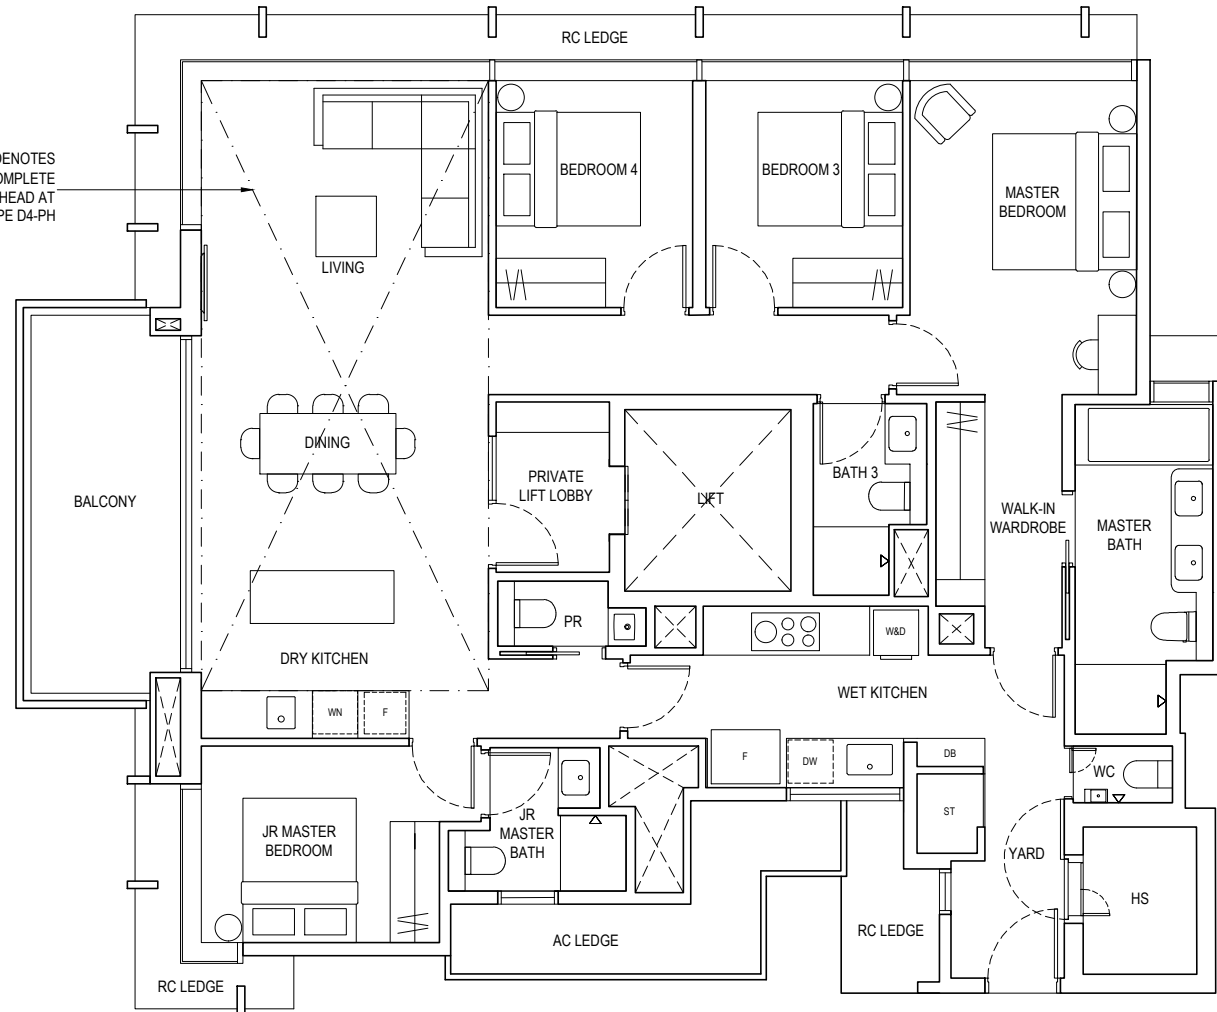 RC LEDGE
DENOTES
OMPLETE
HEAD AT
PE D4-PH
BEDROOM 4
BEDROOM 3
MASTER
BEDROOM
LIVING
DINING
BALCONY
PRIVATE
LIFT LOBBY
LIFT
BATH 3
WALK-IN
WARDROBE
MASTER
BATH
PR
W&D
DRY KITCHEN
WET KITCHEN
WN
F
F
DW
DB
WC
ST
JR MASTER
BEDROOM
JR
MASTER
BATH
YARD
HS
AC LEDGE
RC LEDGE
RC LEDGE